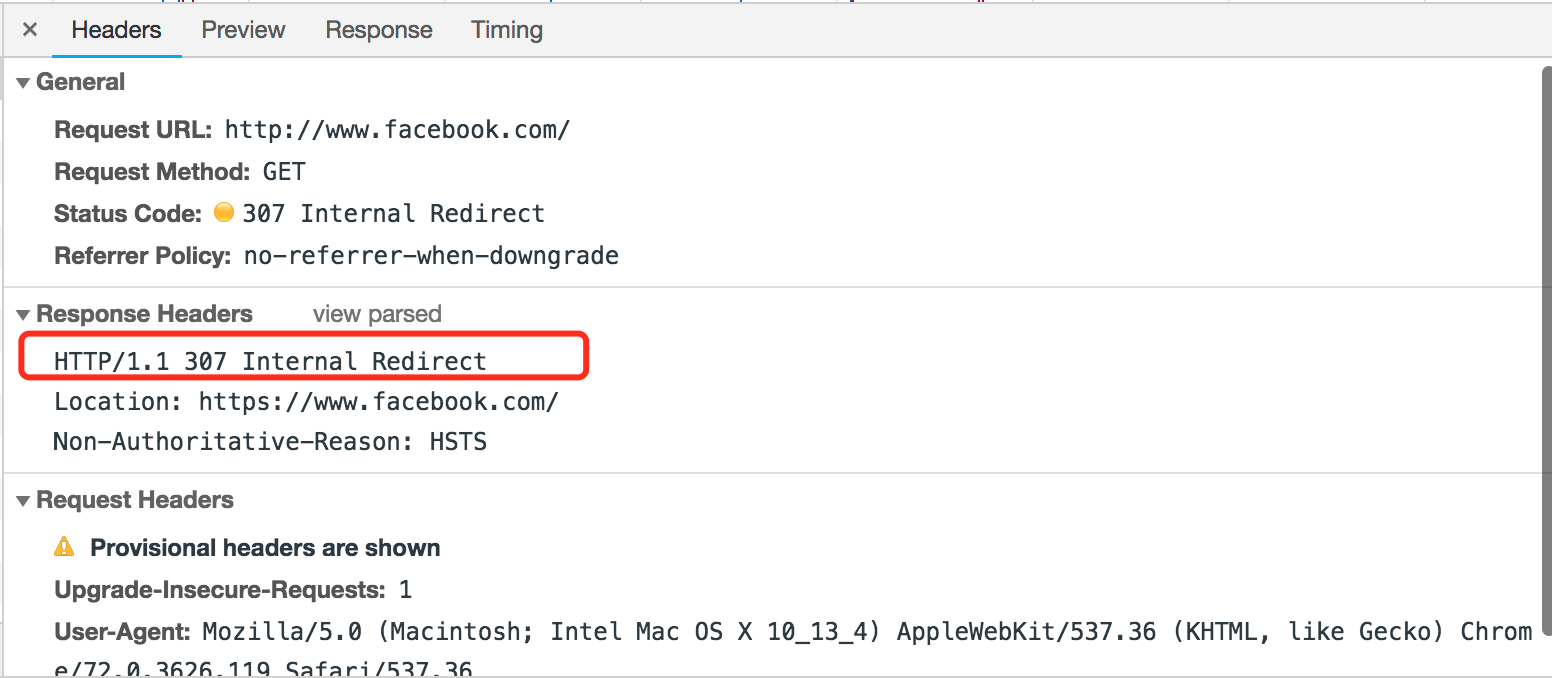 × Headers Preview Response Timing
General
Request URL: http://www.facebook.com/
Request Method: GET
Status Code: 307 Internal Redirect
Referrer Policy: no-referrer-when-downgrade
Response Headers view parsed
HTTP/1.1 307 Internal Redirect
Location: https://www.facebook.com/
Non-Authoritative-Reason: HSTS
Request Headers
Provisional headers are shown
Upgrade-Insecure-Requests: 1
User-Agent: Mozilla/5.0 (Macintosh; Intel Mac OS X 10_13_4) AppleWebKit/537.36 (KHTML, like Gecko) Chrom
e/72.0.3626.119 Safari/537.36